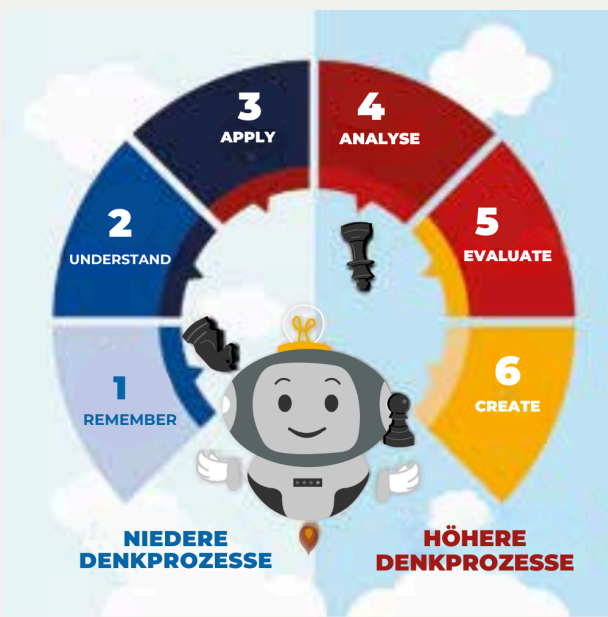 1
REMEMBER
2
UNDERSTAND
3
APPLY
4
ANALYSE
5
EVALUATE
6
CREATE
NIEDERE
DENKPROZESSE
HÖHERE
DENKPROZESSE